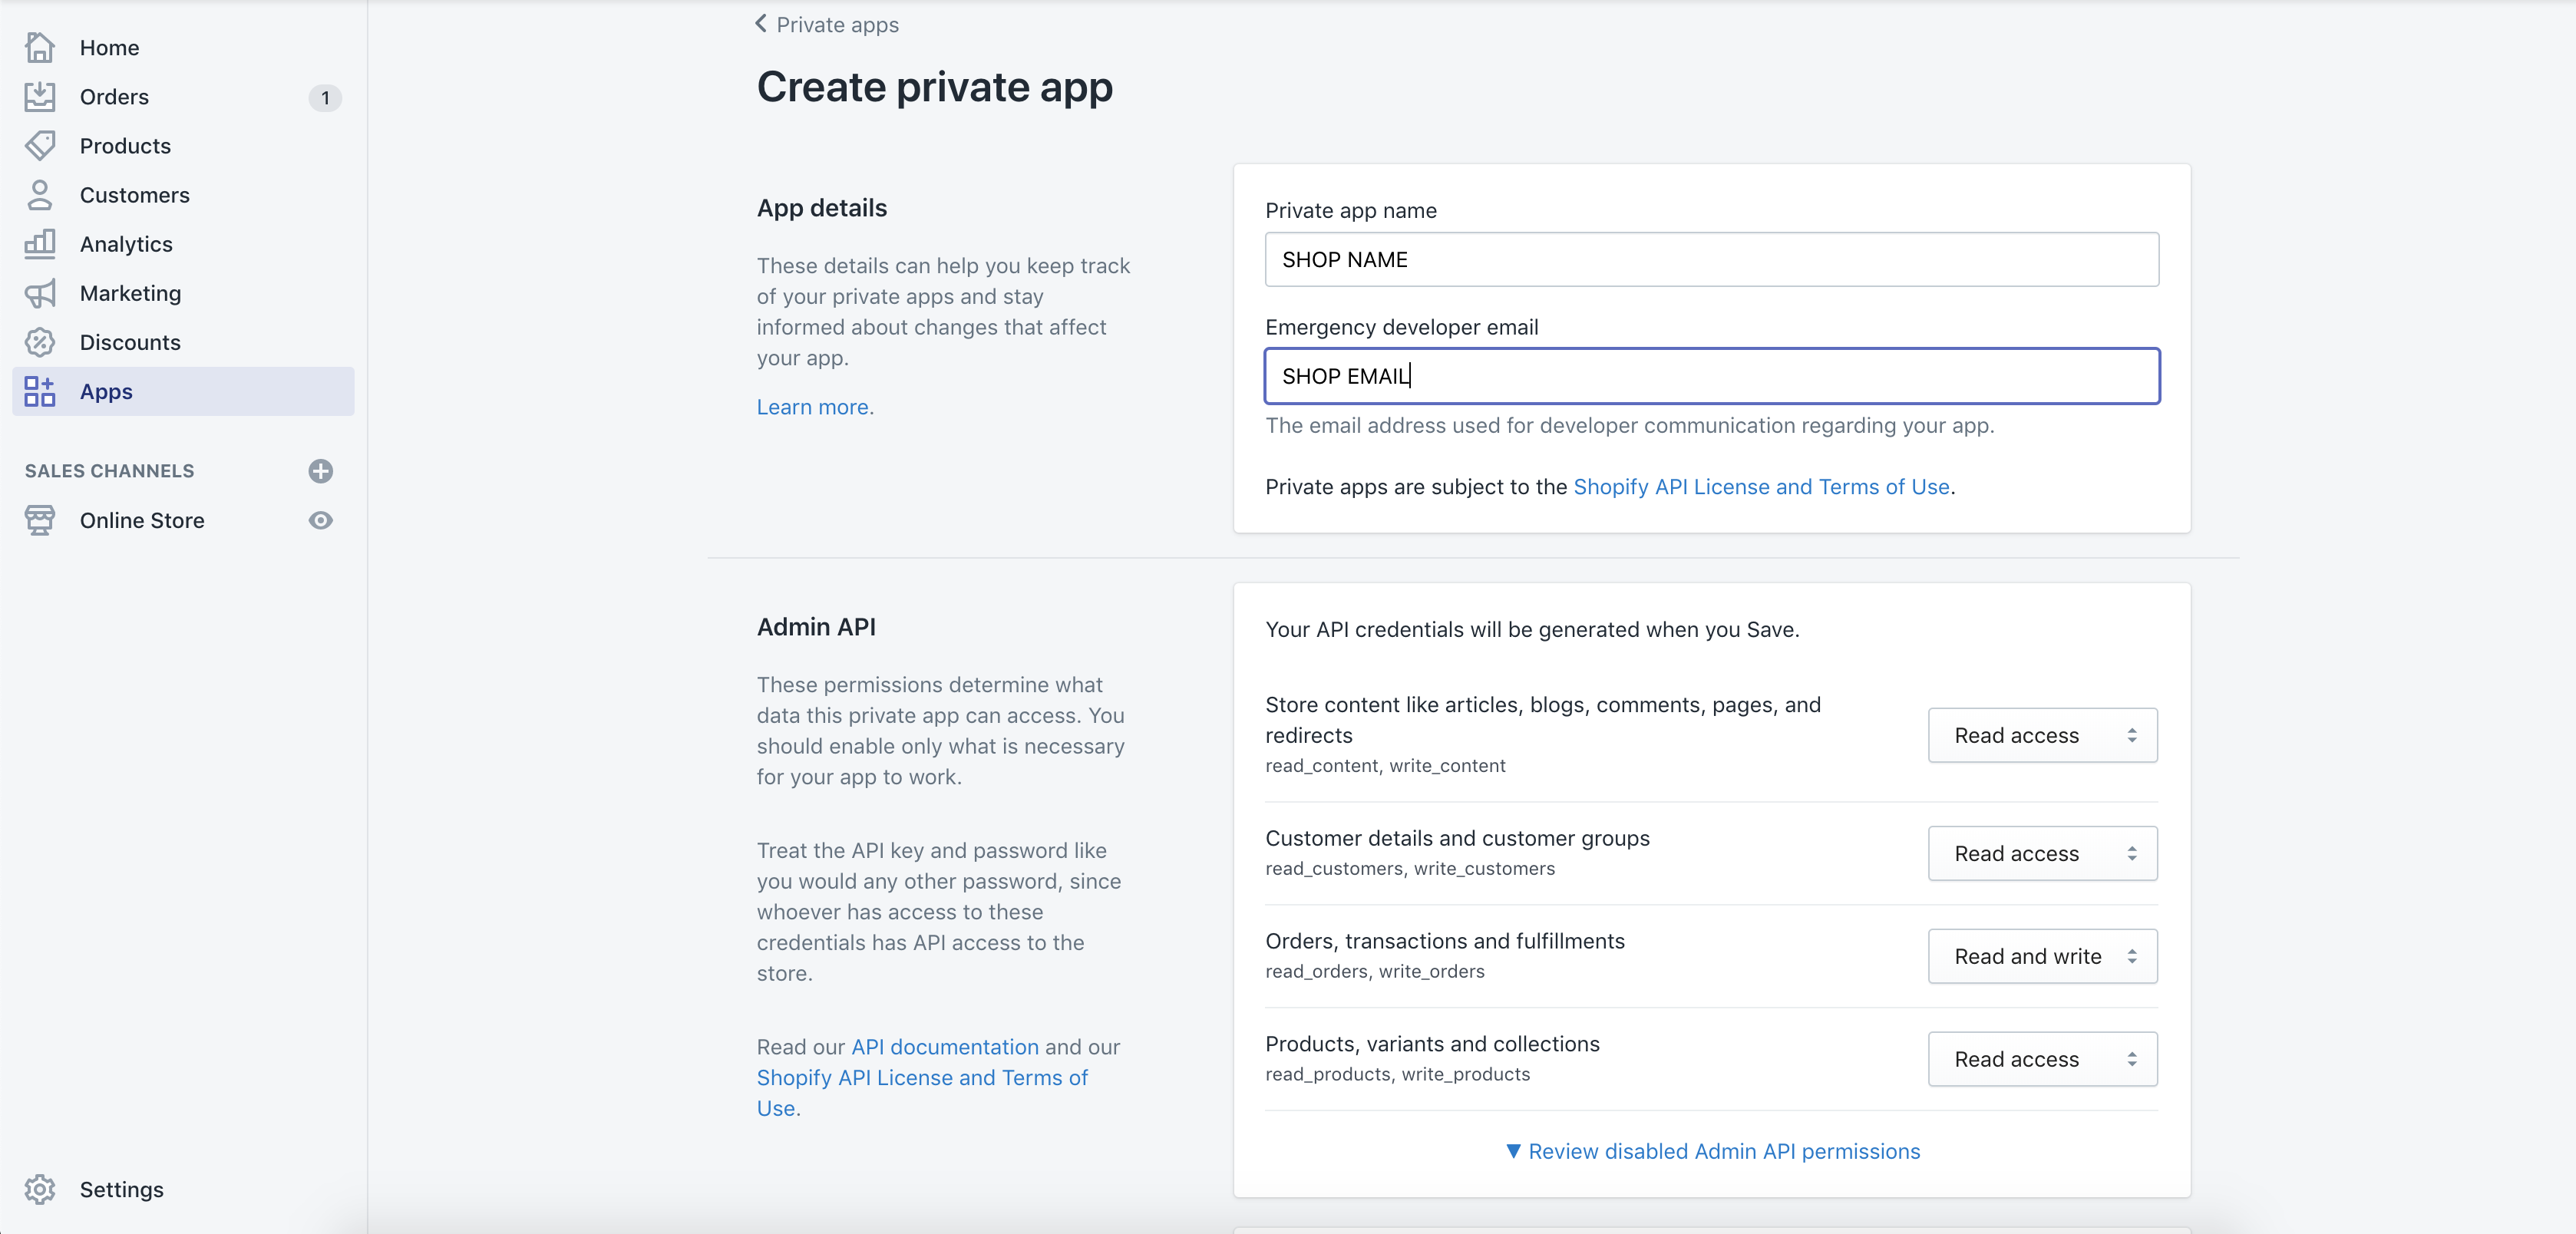 Home
Orders 1
Products
Customers
Analytics
Marketing
Discounts
Apps
SALES CHANNELS
Online Store
Settings
Private apps
Create private app
App details
These details can help you keep track
of your private apps and stay
informed about changes that affect
your app.
Learn more.
Private app name
SHOP NAME
Emergency developer email
SHOP EMAIL
The email address used for developer communication regarding your app.
Private apps are subject to the Shopify API License and Terms of Use.
Admin API
These permissions determine what
data this private app can access. You
should enable only what is necessary
for your app to work.
Treat the API key and password like
you would any other password, since
whoever has access to these
credentials has API access to the
store.
Read our API documentation and our
Shopify API License and Terms of
Use.
Your API credentials will be generated when you Save.
Store content like articles, blogs, comments, pages, and
redirects
read_content, write_content
Read access
Customer details and customer groups
read_customers, write_customers
Read access
Orders, transactions and fulfillments
read_orders, write_orders
Read and write
Products, variants and collections
read_products, write_products
Read access
▼ Review disabled Admin API permissions